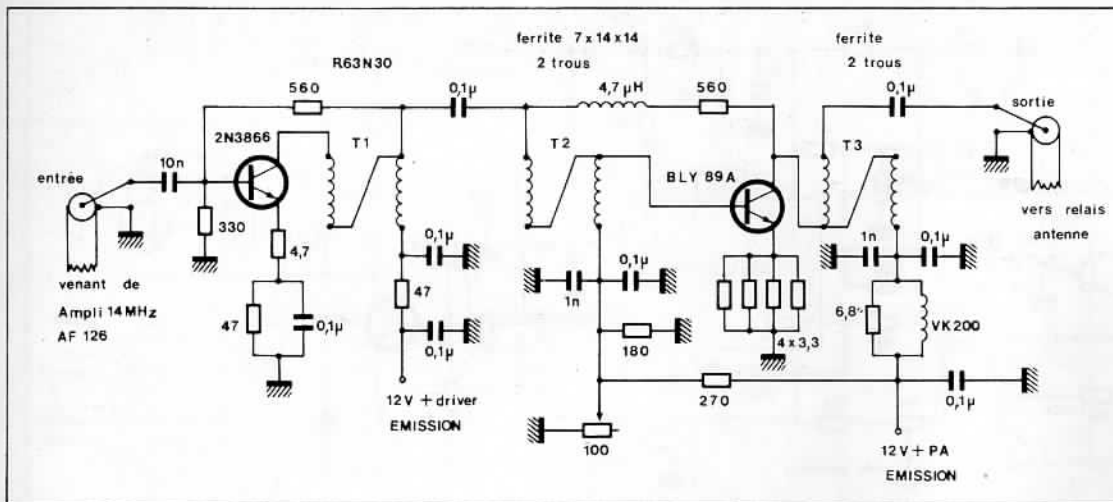 ferrite 7 x 14 x 14
2 trous
ferrite
2 trous
R63N30
560
0,1µ
4,7 µH
560
0,1µ
sortie
2N3866
T1
T2
T3
entrée
10n
BLY 89A
330
4,7
vers relais
antenne
venant de
Ampli 14MHz
AF 126
47
0,1µ
0,1µ
47
0,1µ
1n
0,1µ
180
4 x 3,3
1n
0,1µ
6,8
VK200
270
0,1µ
12V + driver
EMISSION
100
12V + PA
EMISSION